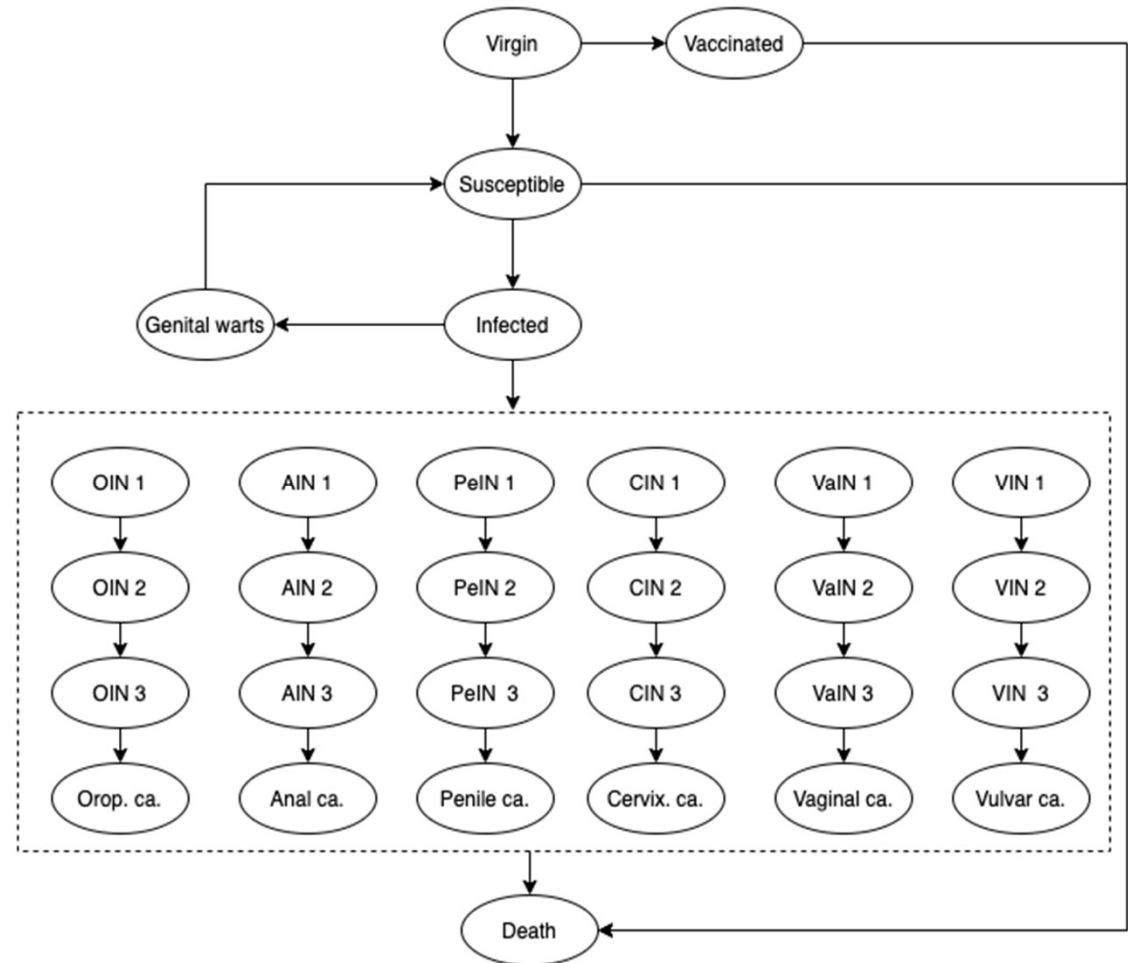 Virgin
Vaccinated
Susceptible
Genital warts
Infected
OIN 1
AIN 1
PeIN 1
CIN 1
VaIN 1
VIN 1
OIN 2
AIN 2
PeIN 2
CIN 2
VaIN 2
VIN 2
OIN 3
AIN 3
PeIN 3
CIN 3
VaIN 3
VIN 3
Orop. ca.
Anal ca.
Penile ca.
Cervix. ca.
Vaginal ca.
Vulvar ca.
Death